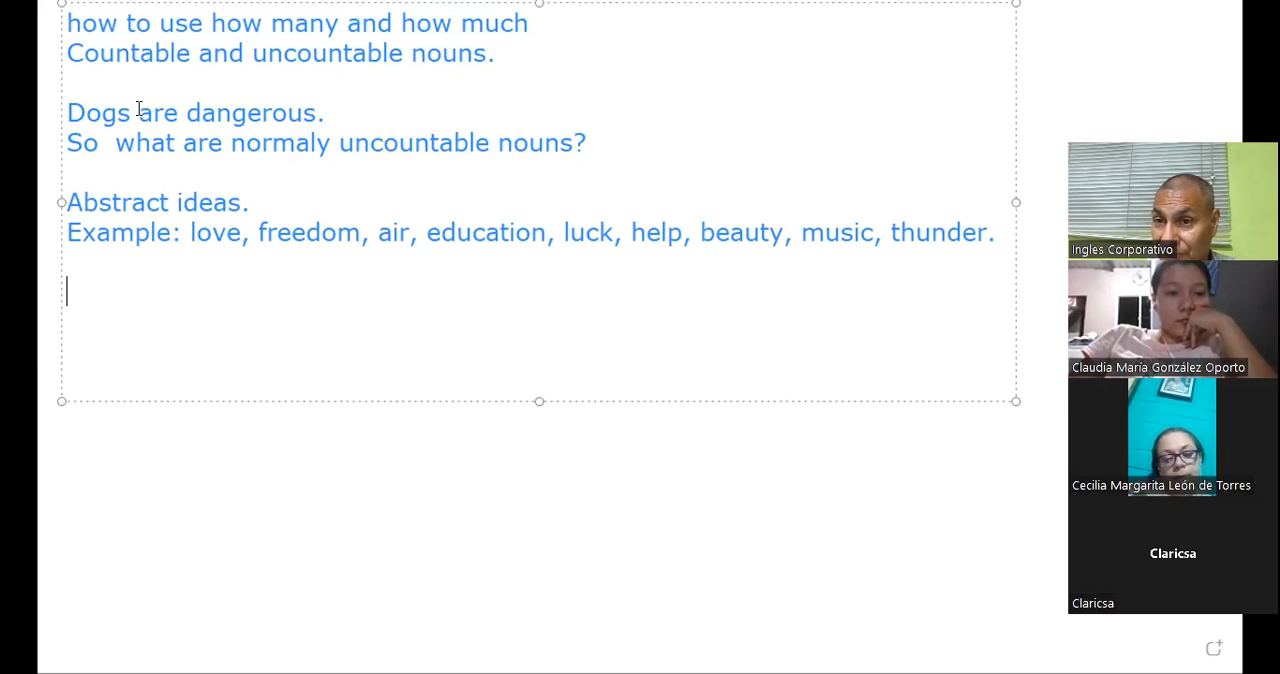 how to use how many and how much
Countable and uncountable nouns.
Dogs are dangerous.
So  what are normaly uncountable nouns?
Abstract ideas.
Example: love, freedom, air, education, luck, help, beauty, music, thunder.
Ingles Corporativo
Claudia María González Oporto
Cecilia Margarita León de Torres
Claricsa
Claricsa